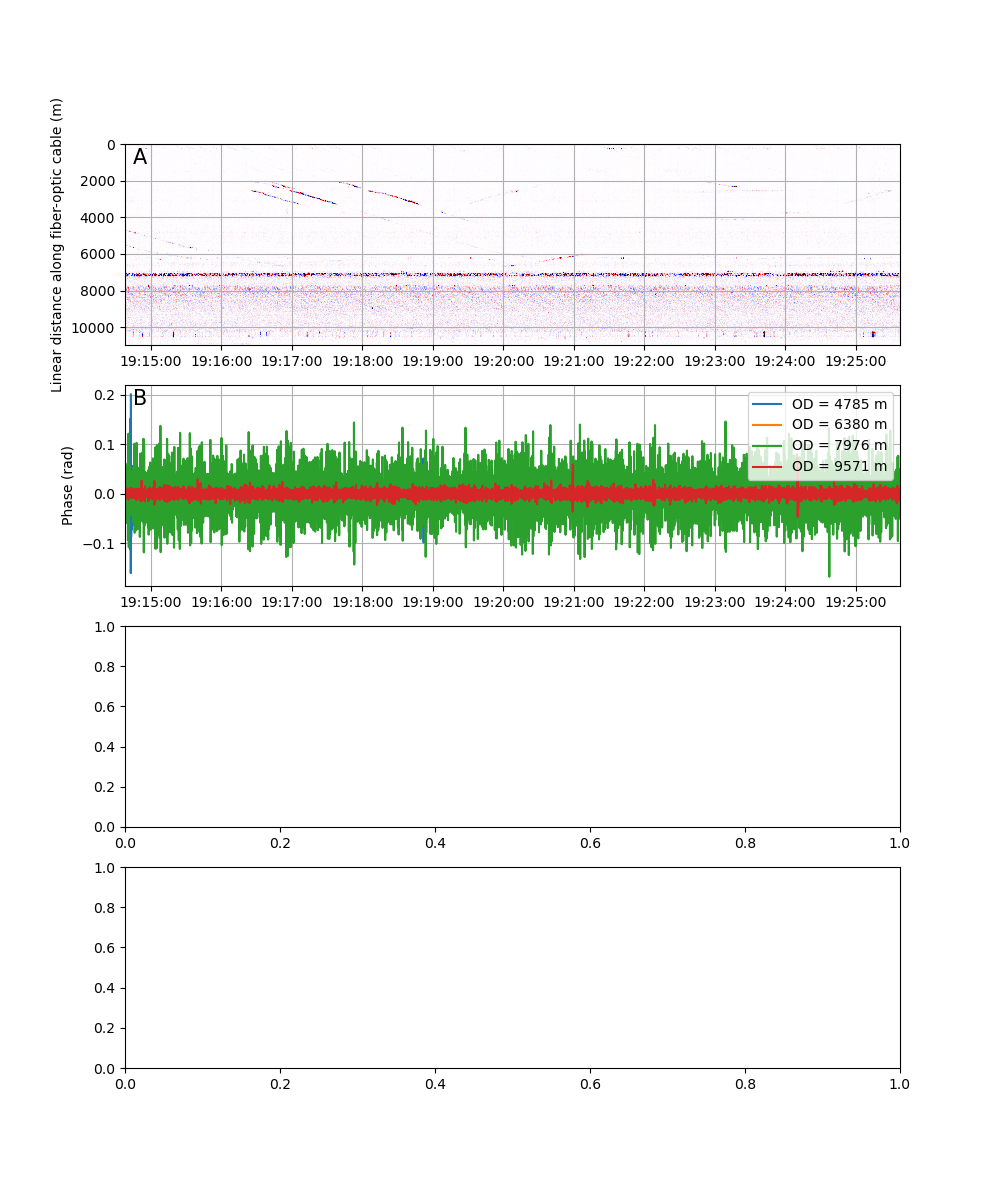 Linear distance along fiber-optic cable (m)
A
0
2000
4000
6000
8000
10000
19:15:00 19:16:00 19:17:00 19:18:00 19:19:00 19:20:00 19:21:00 19:22:00 19:23:00 19:24:00 19:25:00
Phase (rad)
B
0.2
0.1
0.0
−0.1
OD = 4785 m
OD = 6380 m
OD = 7976 m
OD = 9571 m
19:15:00 19:16:00 19:17:00 19:18:00 19:19:00 19:20:00 19:21:00 19:22:00 19:23:00 19:24:00 19:25:00
1.0
0.8
0.6
0.4
0.2
0.0
0.0 0.2 0.4 0.6 0.8 1.0
1.0
0.8
0.6
0.4
0.2
0.0
0.0 0.2 0.4 0.6 0.8 1.0